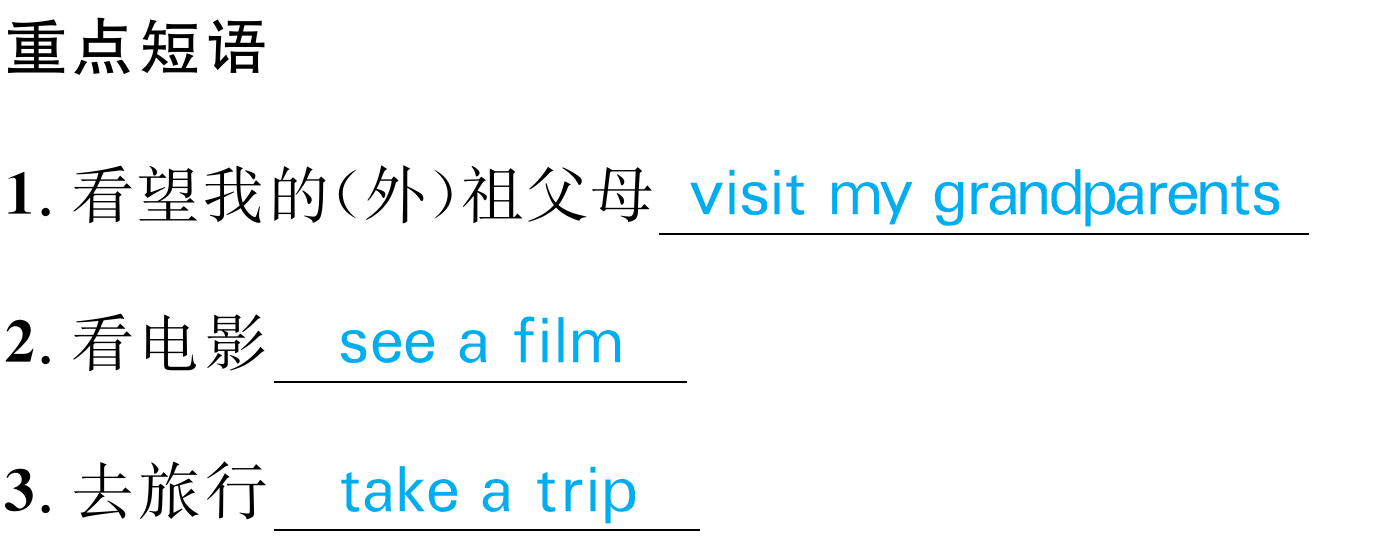 重点短语
1. 看望我的(外)祖父母 visit my grandparents
2. 看电影 see a film
3. 去旅行 take a trip